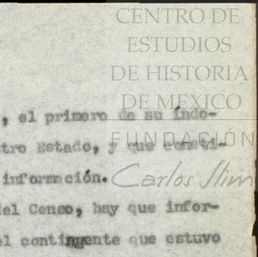 CENTRO DE
ESTUDIOS
DE HISTORIA
DE MEXICO
FUNDACIÓN
Carlos Slim
, el primero de su índo-
tro Estado, y que consti-
información.
del Censo, hay que infor-
el contingente que estuvo